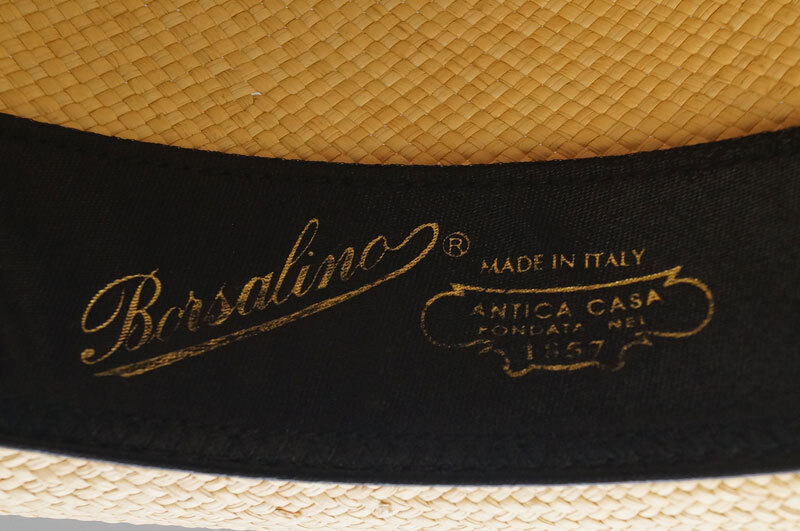 Borsalino®
MADE IN ITALY
ANTICA CASA
FONDATA NEL
1857